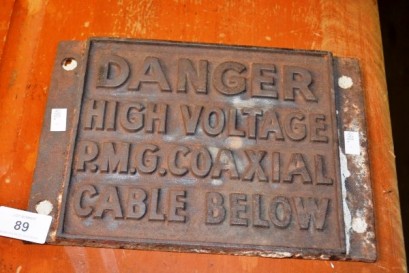 DANGER
HIGH VOLTAGE
P.M.G.COAXIAL
CABLE BELOW
89